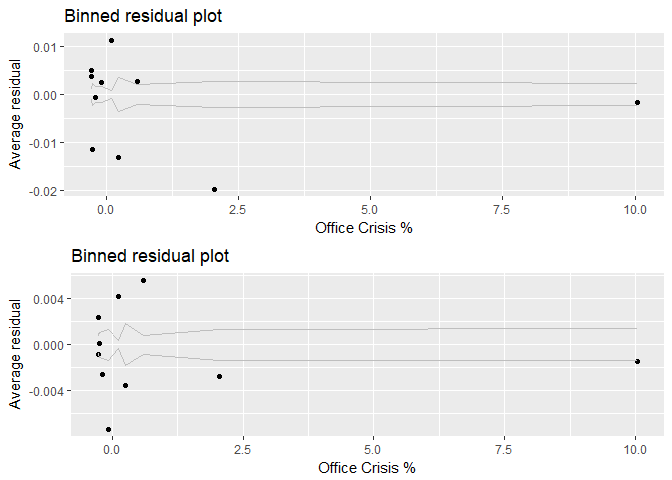 Binned residual plot
0.01
0.00
-0.01
-0.02
Average residual
0.0 2.5 5.0 7.5 10.0
Office Crisis %
Binned residual plot
0.004
0.000
-0.004
Average residual
0.0 2.5 5.0 7.5 10.0
Office Crisis %